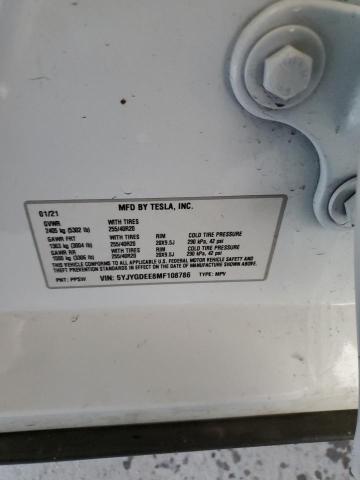 MFD BY TESLA, INC.
01/21
GVWR WITH TIRES
2405 kg (5302 lb) 255/40R20
GAWR FRT WITH TIRES RIM COLD TIRE PRESSURE
1363 kg (3004 lb) 255/40R20 20X9.5J 290 kPa, 42 psi
GAWR RR WITH TIRES RIM COLD TIRE PRESSURE
1500 kg (3306 lb) 255/40R20 20X9.5J 290 kPa, 42 psi
THIS VEHICLE CONFORMS TO ALL APPLICABLE U.S. FEDERAL MOTOR VEHICLE SAFETY
AND THEFT PREVENTION STANDARDS IN EFFECT ON THE DATE OF MANUFACTURE SHOWN ABOVE.
PNT: PPSW VIN: 5YJYGDEE8MF108786 TYPE: MPV